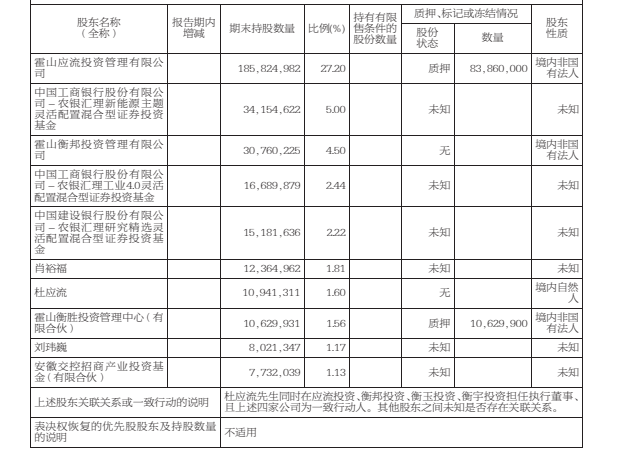 股东名称
（全称）
报告期内
增减
期末持股数量
比例(%)
持有有限
售条件的
股份数量
质押、标记或冻结情况
股份
状态
数量
股东
性质
霍山应流投资管理有限公
司
185,824,982
27.20
质押
83,860,000
境内非国
有法人
中国工商银行股份有限公
司－农银汇理新能源主题
灵活配置混合型证券投资
基金
34,154,622
5.00
未知
未知
霍山衡邦投资管理有限公
司
30,760,225
4.50
无
境内非国
有法人
中国工商银行股份有限公
司－农银汇理工业4.0灵活
配置混合型证券投资基金
16,689,879
2.44
未知
未知
中国建设银行股份有限公
司－农银汇理研究精选灵
活配置混合型证券投资基
金
15,181,636
2.22
未知
未知
肖裕福
12,364,962
1.81
未知
未知
杜应流
10,941,311
1.60
无
境内自然
人
霍山衡胜投资管理中心（有
限合伙）
10,629,931
1.56
质押
10,629,900
境内非国
有法人
刘玮巍
8,021,347
1.17
未知
未知
安徽交控招商产业投资基
金（有限合伙）
7,732,039
1.13
未知
未知
上述股东关联关系或一致行动的说明
杜应流先生同时在应流投资、衡邦投资、衡玉投资、衡宇投资担任执行董事、
且上述四家公司为一致行动人。其他股东之间未知是否存在关联关系。
表决权恢复的优先股股东及持股数量
的说明
不适用